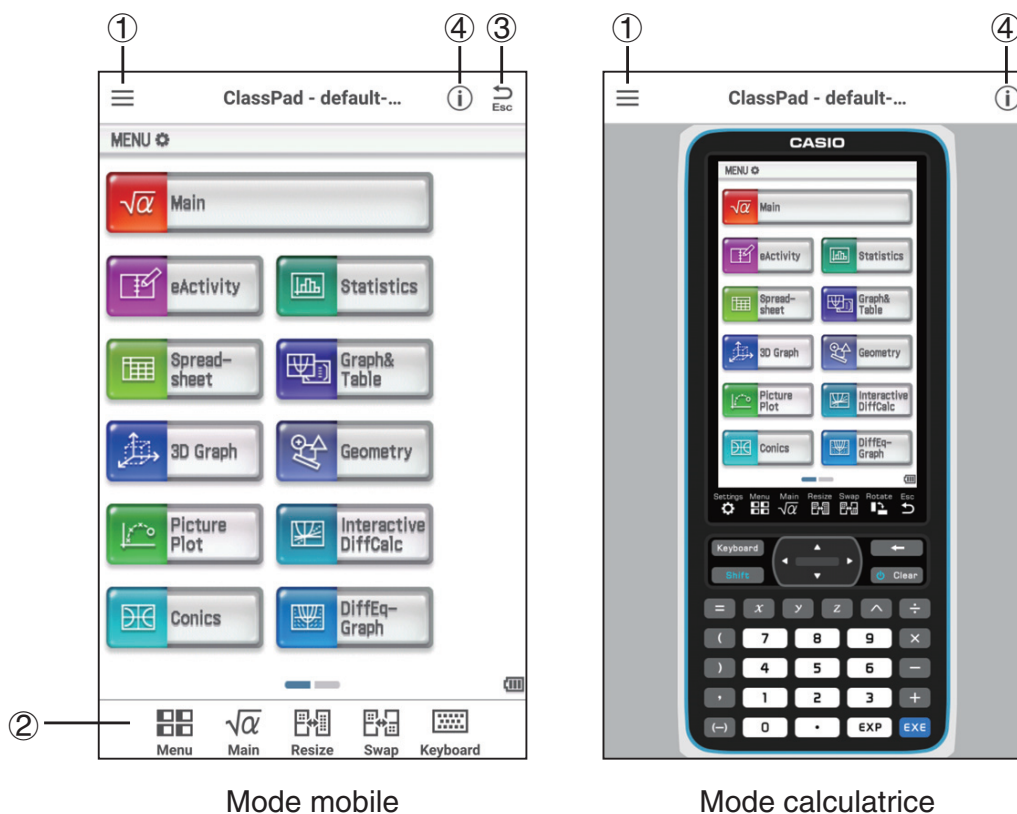 ① ④ ③
ClassPad - default-...
Esc
MENU
√α Main
eActivity Statistics
Spread-
sheet
Graph&
Table
3D Graph Geometry
Picture
Plot
Interactive
DiffCalc
Conics
DiffEq-
Graph
②
√α
Menu Main Resize Swap Keyboard
Mode mobile
① ④
ClassPad - default-...
CASIO
MENU
√α Main
eActivity Statistics
Spread-
sheet
Graph&
Table
3D Graph Geometry
Picture
Plot
Interactive
DiffCalc
Conics
DiffEq-
Graph
Settings Menu Main Resize Swap Rotate Esc
√α
Keyboard
Shift Clear
= x y z ^ ÷
( 7 8 9 ×
) 4 5 6 −
, 1 2 3 +
(−) 0 • EXP EXE
Mode calculatrice